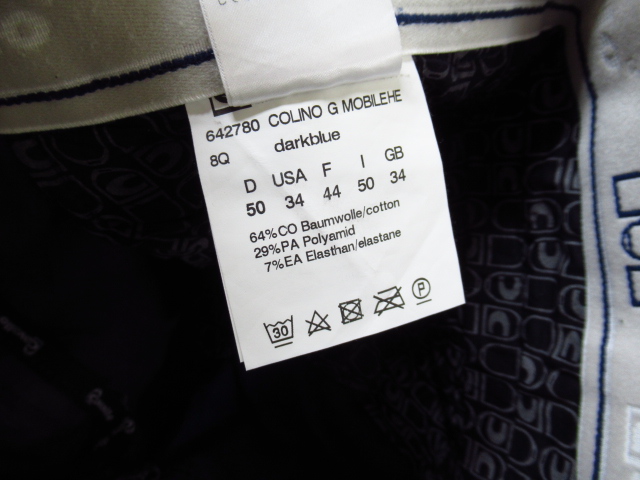 642780 COLINO G MOBILEHE
8Q darkblue
D USA F I GB
50 34 44 50 34
64%CO Baumwolle/cotton
29%PA Polyamid
7%EA Elasthan/elastane
30 P